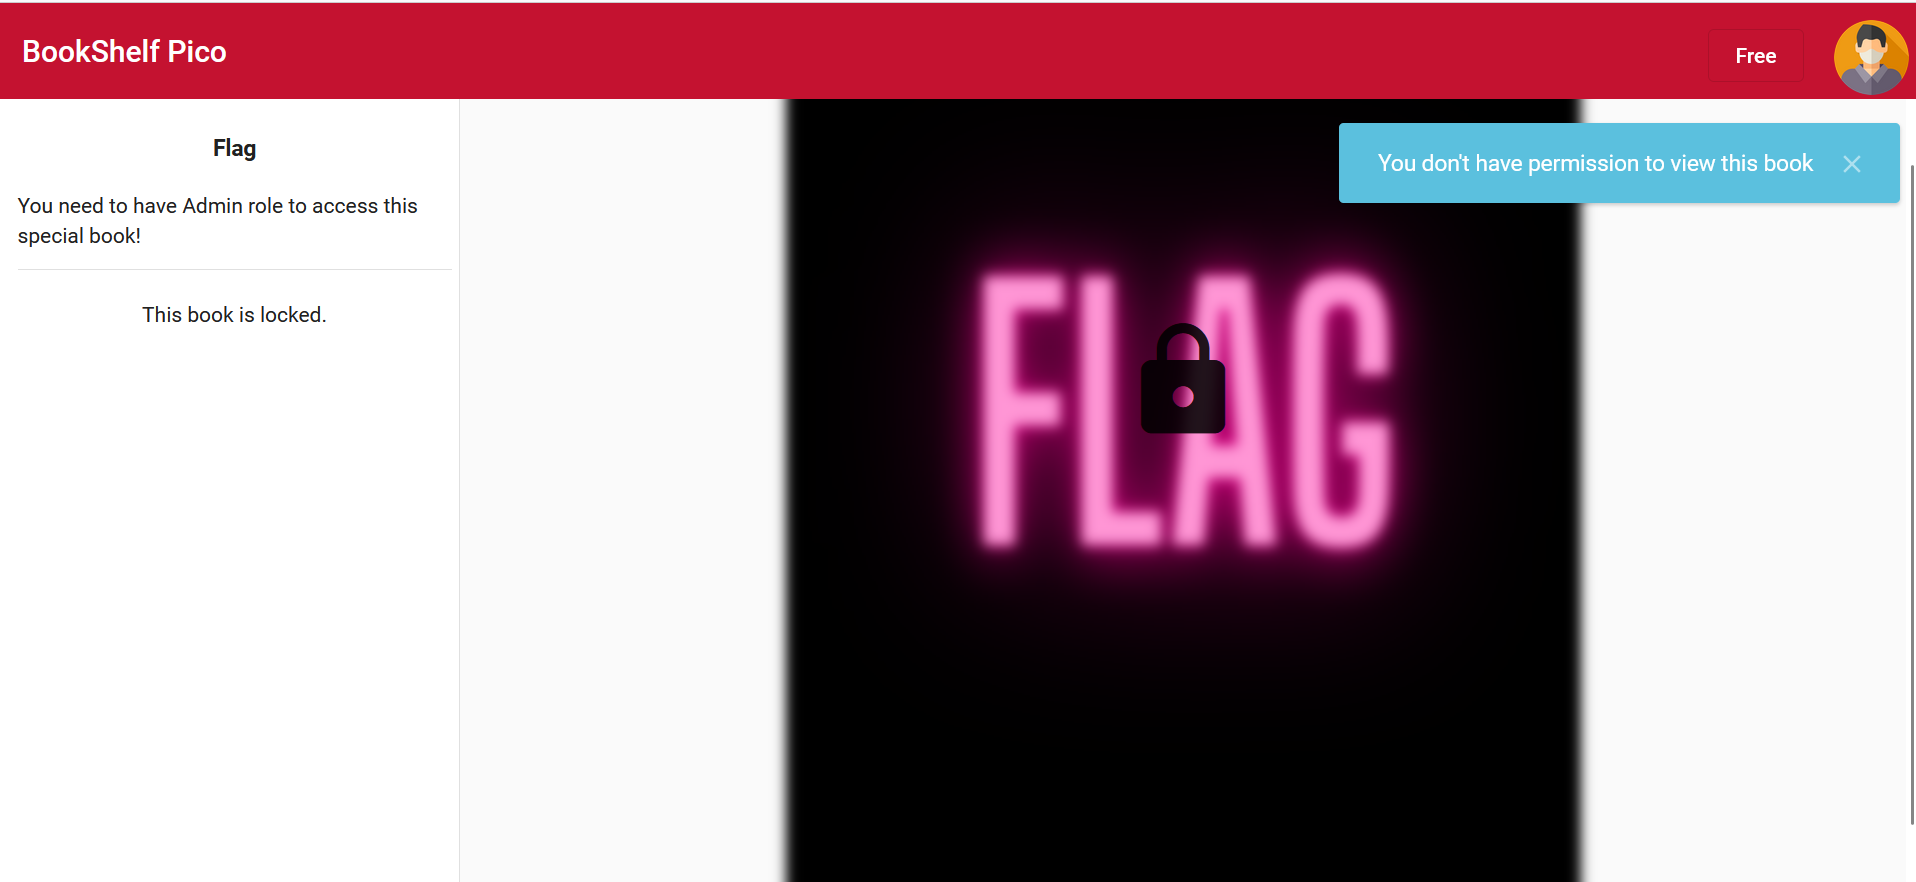 BookShelf Pico
Free
Flag
You need to have Admin role to access this
special book!
This book is locked.
You don't have permission to view this book
FLAG